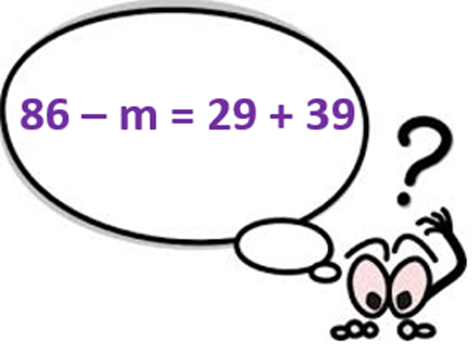 86 – m = 29 + 39
?